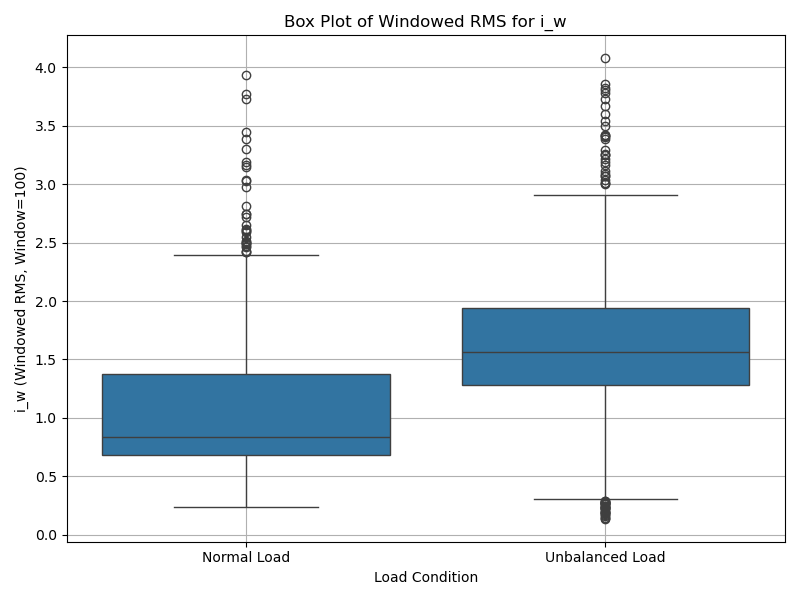 Box Plot of Windowed RMS for i_w
i_w (Windowed RMS, Window=100)
4.0
3.5
3.0
2.5
2.0
1.5
1.0
0.5
0.0
Normal Load
Unbalanced Load
Load Condition